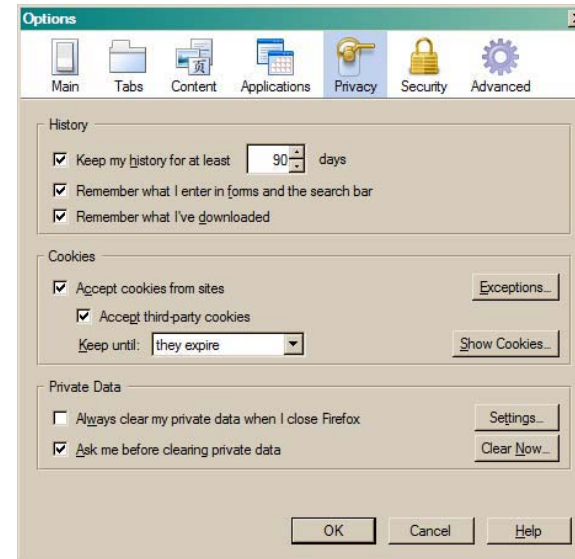 Options
Main Tabs Content Applications Privacy Security Advanced
页
History
Keep my history for at least 90 days
Remember what I enter in forms and the search bar
Remember what I've downloaded
Cookies
Accept cookies from sites Exceptions...
Accept third-party cookies
Keep until: they expire Show Cookies...
Private Data
Always clear my private data when I close Firefox Settings...
Ask me before clearing private data Clear Now...
OK Cancel Help